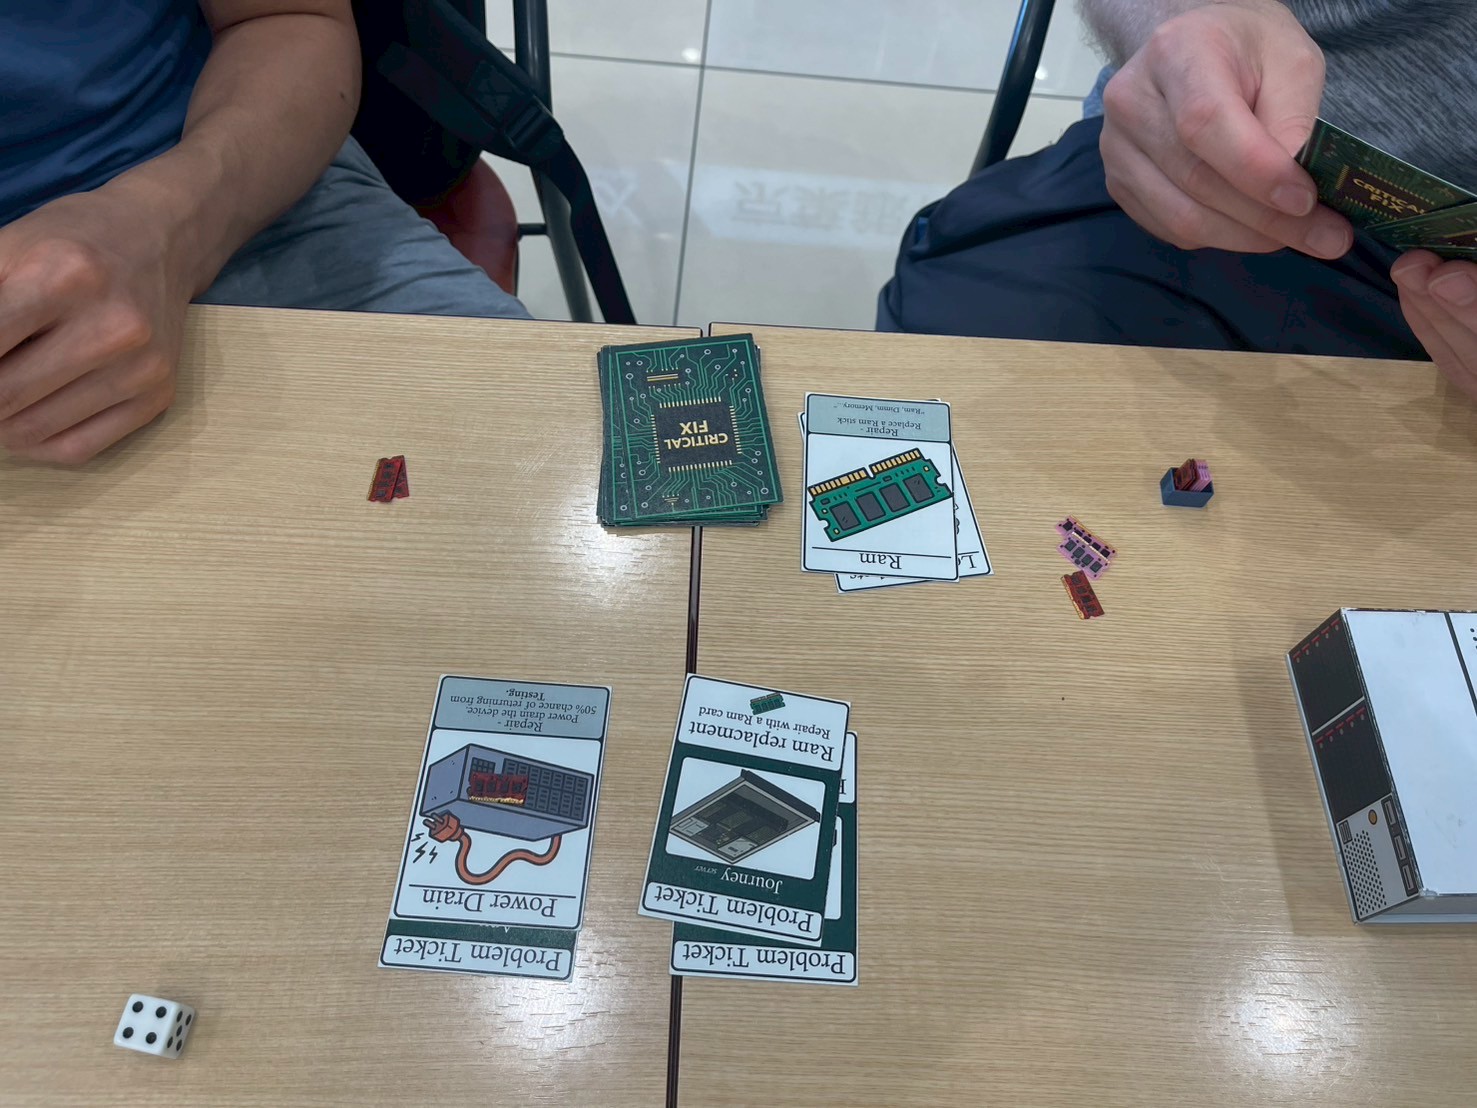 CRITICAL
FIX
CRITICAL
FIX
"Ram, Dimm, Memory..."
Replace a Ram stick
Repair -
Ram
Problem Ticket
Power Drain
Repair -
Power drain the device.
50% chance of returning from
Testing.
Problem Ticket
Journey
Ram replacment
Repair with a Ram card
Problem Ticket